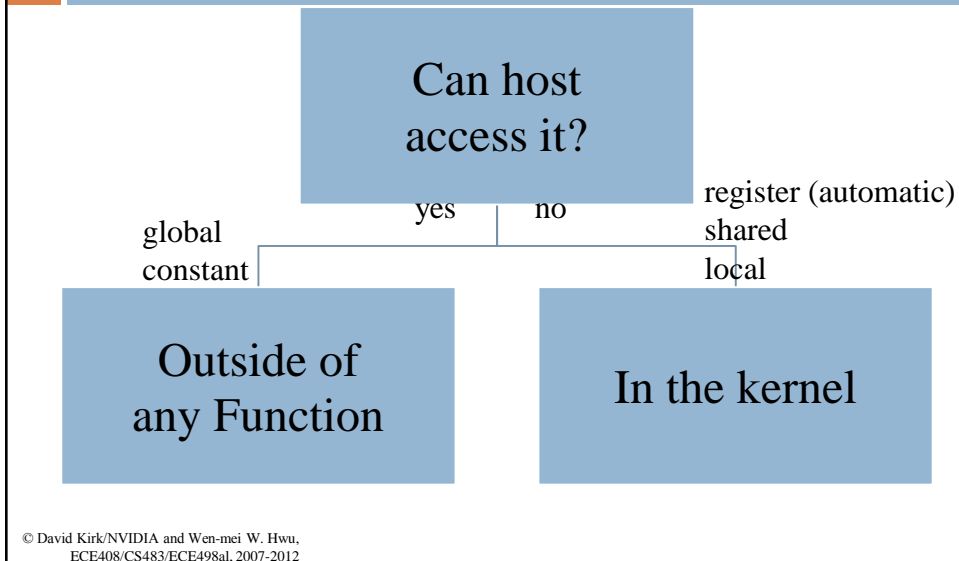 Can host
access it?
yes
no
global
constant
register (automatic)
shared
local
Outside of
any Function
In the kernel
© David Kirk/NVIDIA and Wen-mei W. Hwu,
ECE408/CS483/ECE498al, 2007-2012